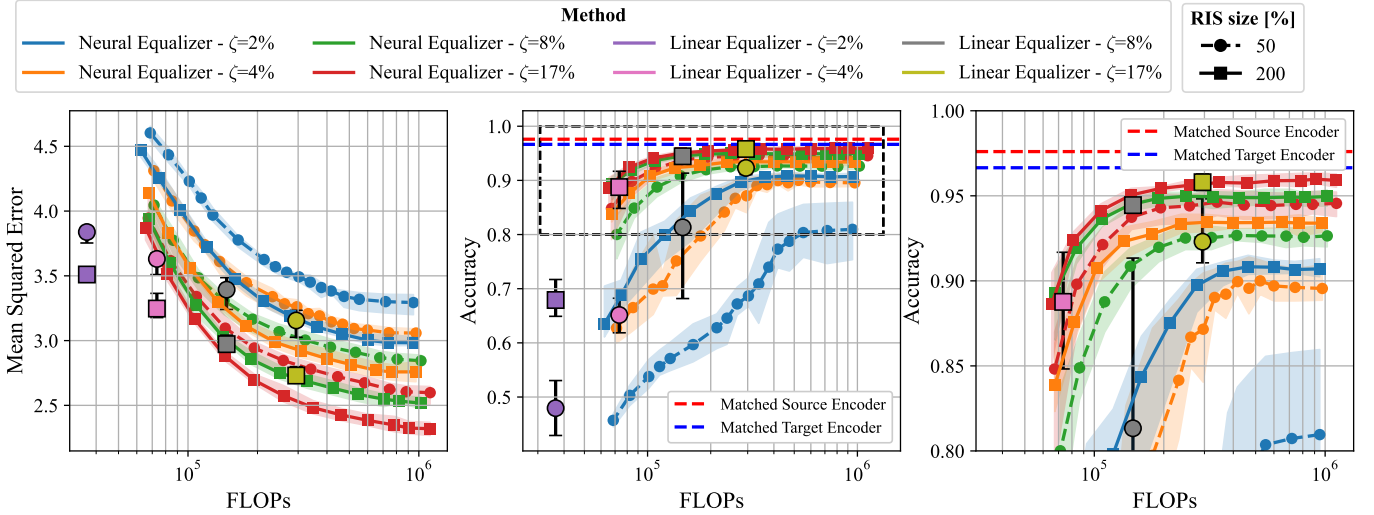 Method
Neural Equalizer - ζ=2%
Neural Equalizer - ζ=8%
Linear Equalizer - ζ=2%
Linear Equalizer - ζ=8%
Neural Equalizer - ζ=4%
Neural Equalizer - ζ=17%
Linear Equalizer - ζ=4%
Linear Equalizer - ζ=17%
RIS size [%]
50
200
Mean Squared Error
4.5
4.0
3.5
3.0
2.5
10^5
10^6
FLOPs
Accuracy
1.0
0.9
0.8
0.7
0.6
0.5
Matched Source Encoder
Matched Target Encoder
10^5
10^6
FLOPs
Accuracy
1.00
0.95
0.90
0.85
0.80
Matched Source Encoder
Matched Target Encoder
10^5
10^6
FLOPs